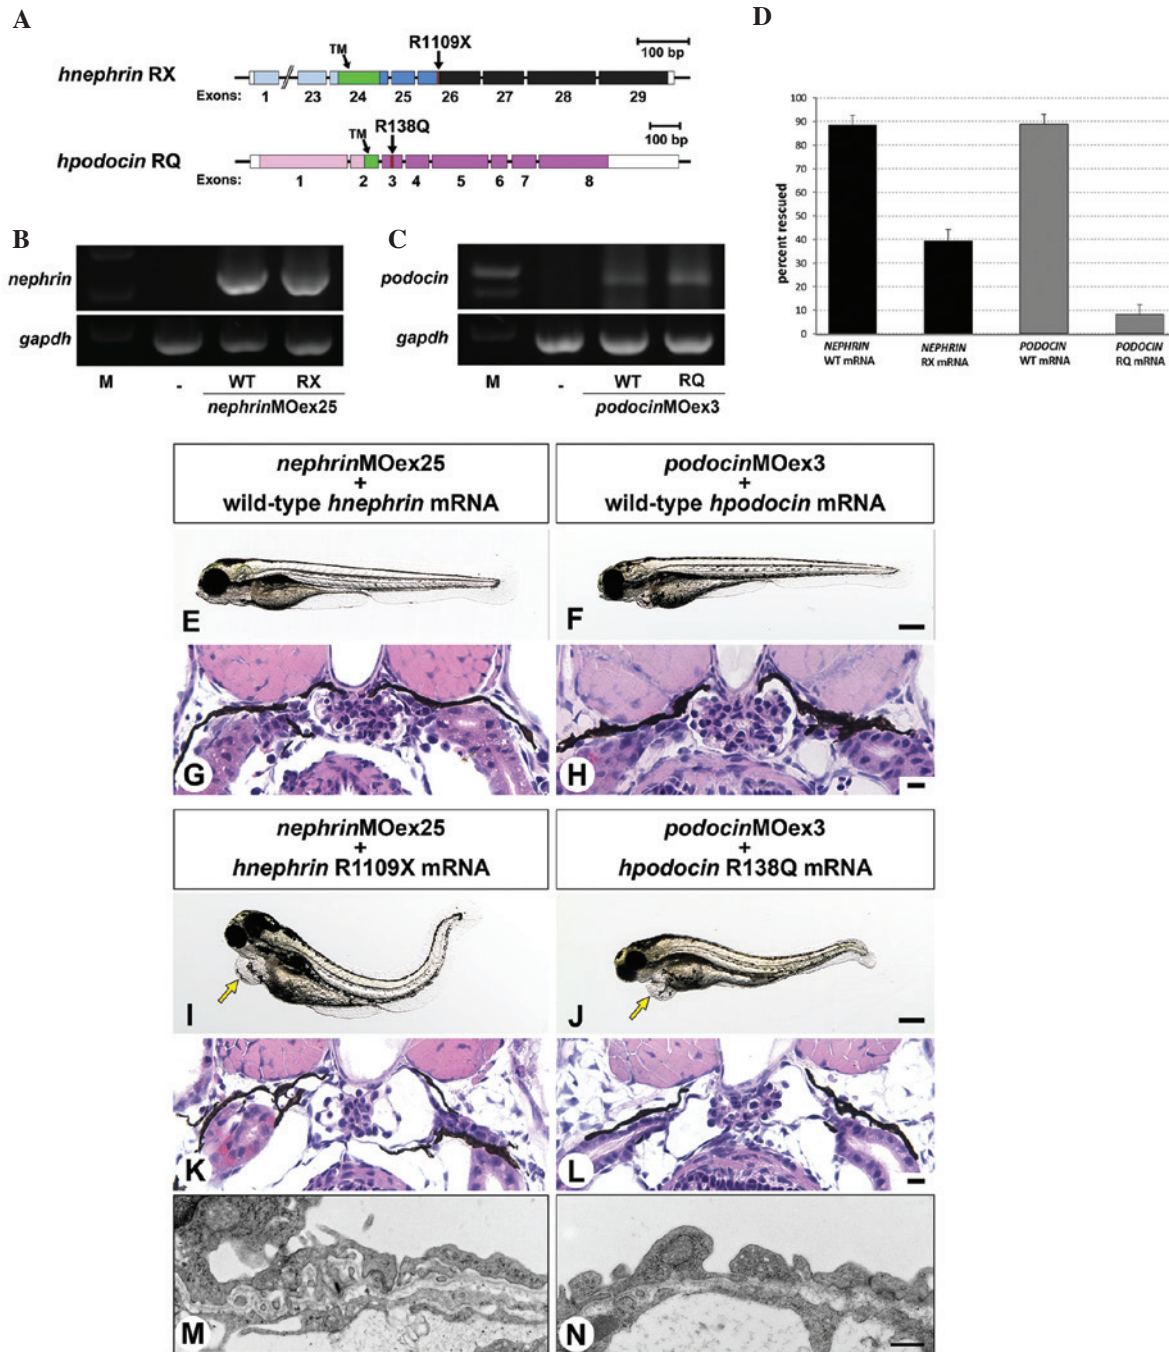 A
hnephrin RX
TM
R1109X
100 bp
Exons: 1 23 24 25 26 27 28 29
hpodocin RQ
TM
R138Q
100 bp
Exons: 1 2 3 4 5 6 7 8
B
nephrin
gapdh
M - WT RX
nephrinMOex25
C
podocin
gapdh
M - WT RQ
podocinMOex3
D
percent rescued
100
90
80
70
60
50
40
30
20
10
0
NEPHRIN WT mRNA
NEPHRIN RX mRNA
PODOCIN WT mRNA
PODOCIN RQ mRNA
nephrinMOex25
+
wild-type hnephrin mRNA
podocinMOex3
+
wild-type hpodocin mRNA
E
F
G
H
nephrinMOex25
+
hnephrin R1109X mRNA
podocinMOex3
+
hpodocin R138Q mRNA
I
J
K
L
M
N